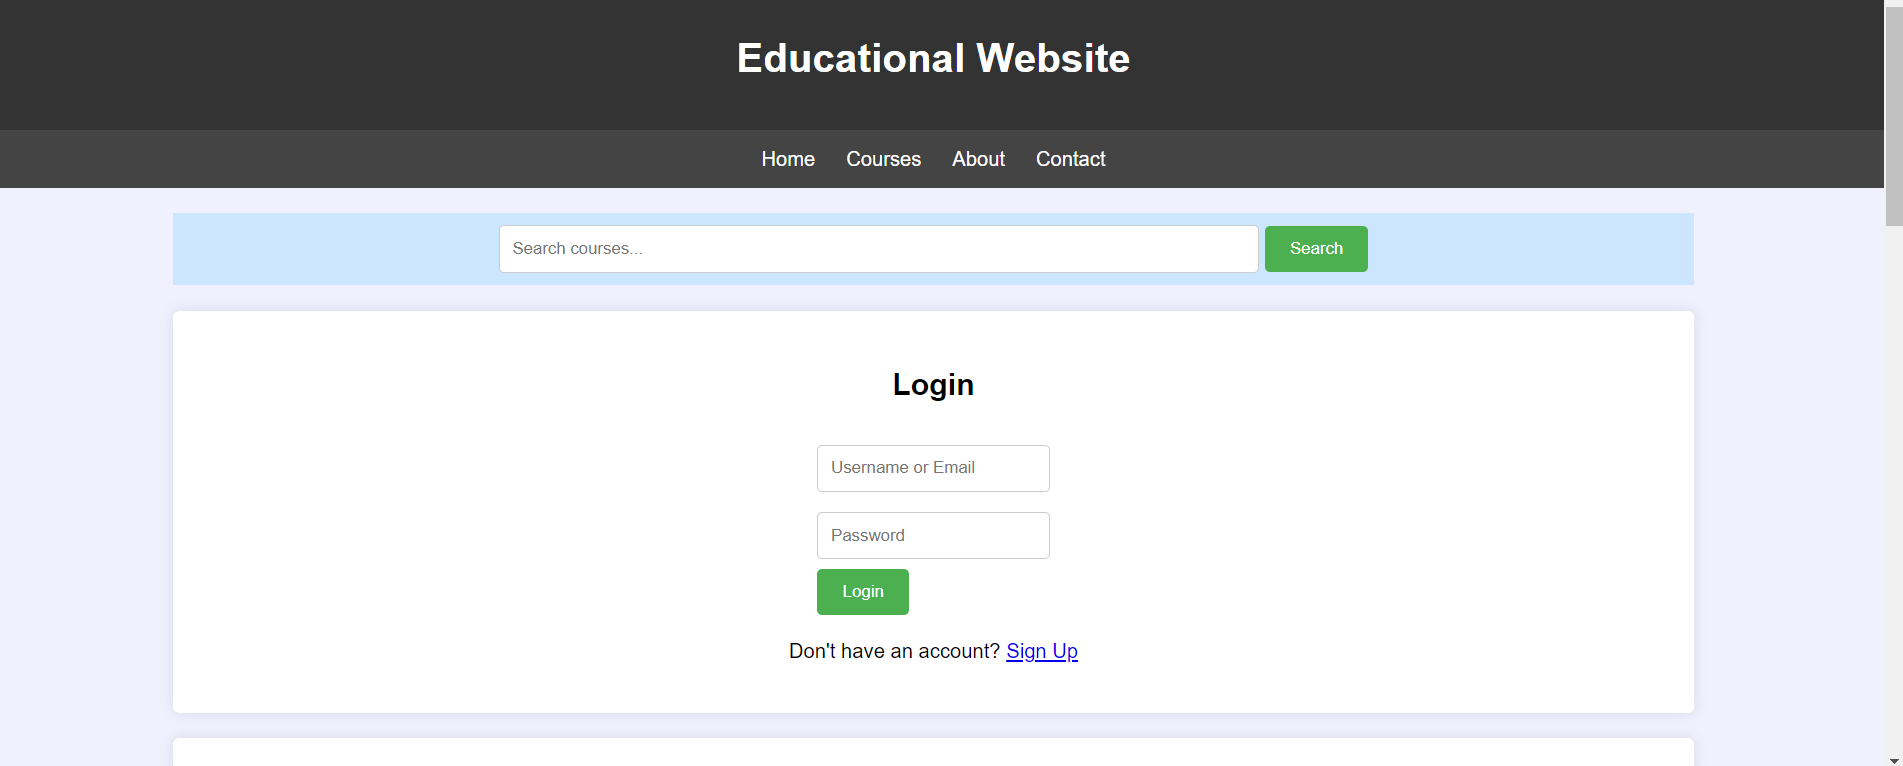 Educational Website
Home Courses About Contact
Search courses... Search
Login
Username or Email
Password
Login
Don't have an account? Sign Up